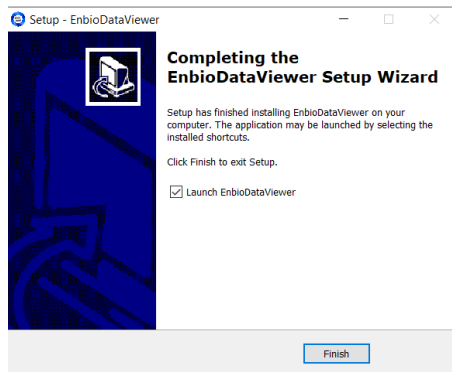 Setup - EnbioDataViewer
Completing the
EnbioDataViewer Setup Wizard
Setup has finished installing EnbioDataViewer on your
computer. The application may be launched by selecting the
installed shortcuts.
Click Finish to exit Setup.
Launch EnbioDataViewer
Finish